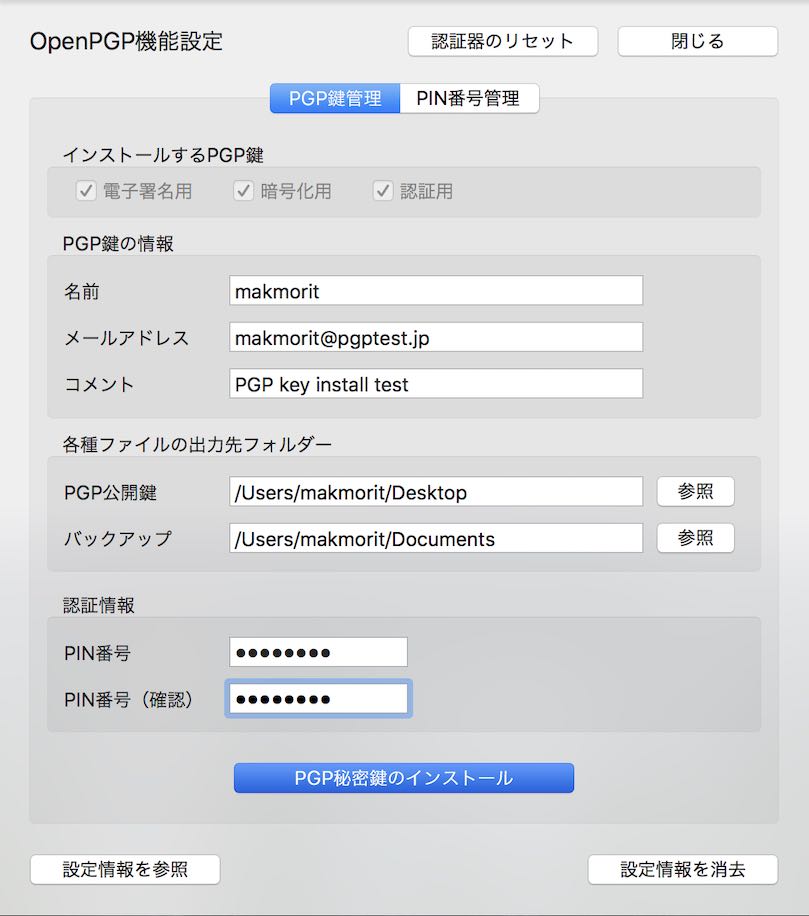 OpenPGP機能設定 認証器のリセット 閉じる
PGP鍵管理 PIN番号管理
インストールするPGP鍵
電子署名用 暗号化用 認証用
PGP鍵の情報
名前 makmorit
メールアドレス makmorit@pgptest.jp
コメント PGP key install test
各種ファイルの出力先フォルダー
PGP公開鍵 /Users/makmorit/Desktop 参照
バックアップ /Users/makmorit/Documents 参照
認証情報
PIN番号 ●●●●●●●●
PIN番号（確認） ●●●●●●●●
PGP秘密鍵のインストール
設定情報を参照 設定情報を消去